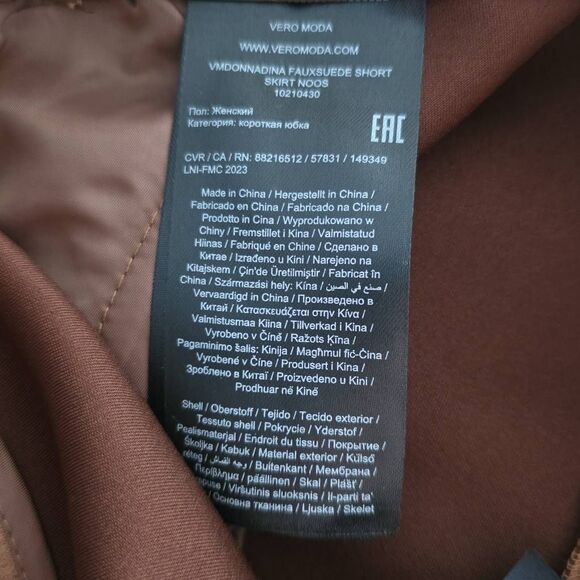 VERO MODA
WWW.VEROMODA.COM
VMDONNADINA FAUXSUEDE SHORT
SKIRT NOOS
10210430
Пол: Женский
Категория: короткая юбка
EAC
CVR / CA / RN: 88216512 / 57831 / 149349
LNI-FMC 2023
Made in China / Hergestellt in China /
Fabricado en China / Fabricado na China /
Prodotto in Cina / Wyprodukowano w
Chiny / Fremstillet i Kina / Valmistatud
Hiinas / Fabriqué en Chine / Сделано в
Китае / Izrađeno u Kini / Narejeno na
Kitajskem / Çin'de Üretilmiştir / Fabricat în
China / Származási hely: Kína / صنع في الصين /
Vervaardigd in China / Произведено в
Китай / Κατασκευάζεται στην Κίνα /
Valmistusmaa Kiina / Tillverkad i Kina /
Vyrobeno v Číně / Ražots Ķīna /
Pagaminimo šalis: Kinija / Magħmul fiċ-Ċina /
Vyrobené v Číne / Produsert i Kina /
Зроблено в Китаї / Proizvedeno u Kini /
Prodhuar në Kinë
Shell / Oberstoff / Tejido / Tecido exterior /
Tessuto shell / Pokrycie / Yderstof /
Pealismaterjal / Endroit du tissu / Покрытие /
Školjka / Kabuk / Material exterior / Külső
réteg / وجه القماش / Buitenkant / Мембрана /
Περίβλημα / päällinen / Skal / Plášť /
Viršutinis sluoksnis / Il-parti ta'
Основна тканина / Ljuska / Skelet